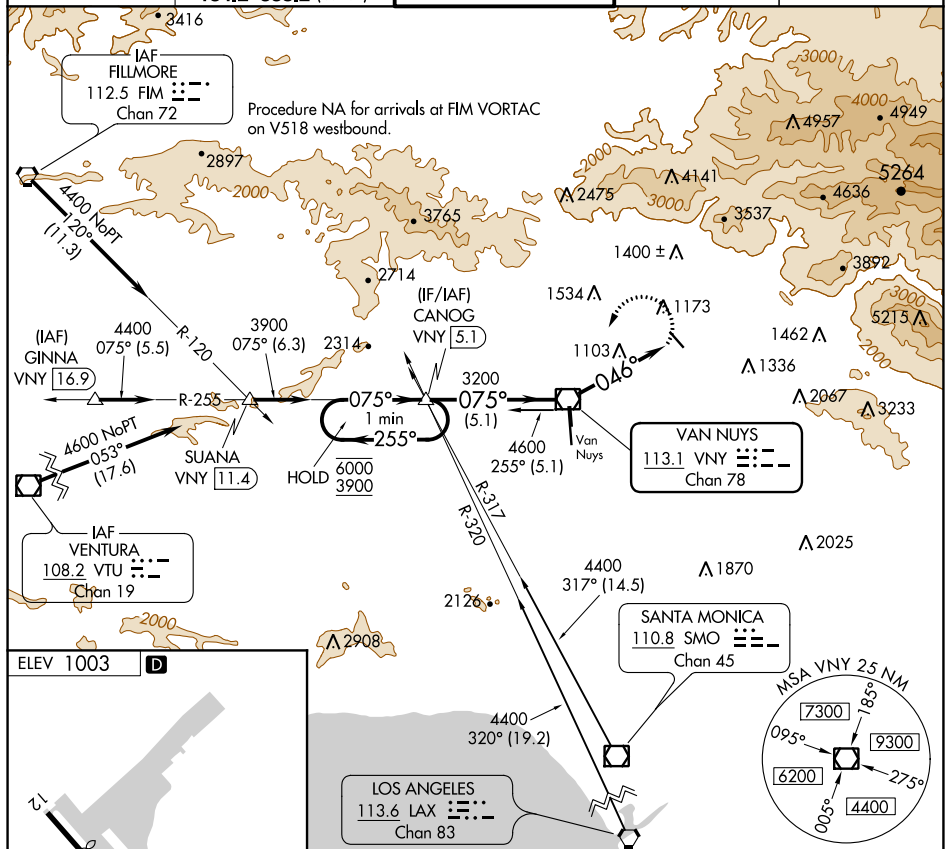 3416
IAF
FILLMORE
112.5 FIM
Chan 72
Procedure NA for arrivals at FIM VORTAC
on V518 westbound.
3000
4000
4957
4949
2000
2897
2000
4141
5264
2475
3000
4636
4400 NoPT
120°
(11.3)
3765
3537
1400 ±
3892
2714
3000
(IF/IAF)
CANOG
VNY 5.1
1534
1173
5215
R-120
(IAF)
GINNA
VNY 16.9
4400
075° (5.5)
3900
075° (6.3)
2314
1462
2000
1103
1336
046°
3200
R-255
075°
075°
(5.1)
2067
1 min
255°
3233
4600 NoPT
053°
(17.6)
SUANA
VNY 11.4
HOLD
6000
3900
4600
255° (5.1)
Van
Nuys
VAN NUYS
113.1 VNY
Chan 78
R-317
R-320
IAF
VENTURA
108.2 VTU
Chan 19
2025
4400
317° (14.5)
1870
2126
SANTA MONICA
110.8 SMO
Chan 45
2000
2908
ELEV 1003
D
MSA VNY 25 NM
7300
185°
095°
9300
6200
275°
005°
4400
4400
320° (19.2)
LOS ANGELES
113.6 LAX
Chan 83
12